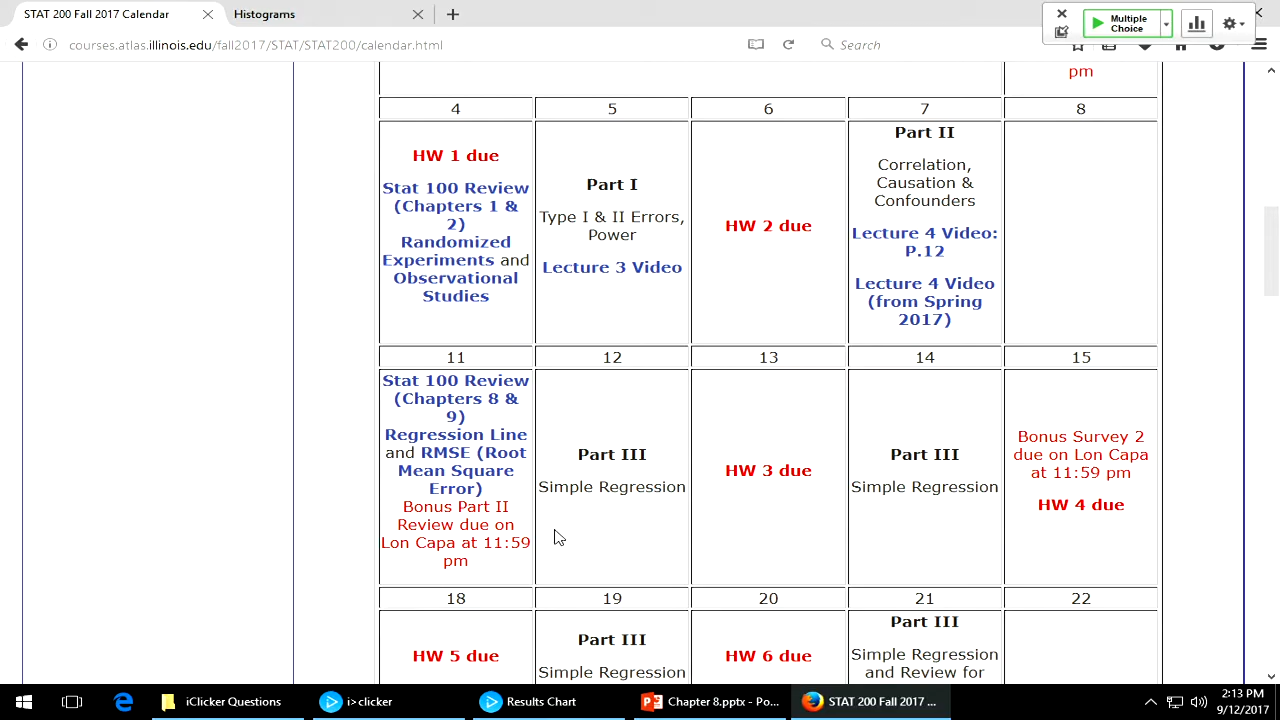 STAT 200 Fall 2017 Calendar
Histograms
Multiple
Choice
courses.atlas.illinois.edu/fall2017/STAT/STAT200/calendar.html
Search
pm
4
5
6
7
8
HW 1 due
Stat 100 Review
(Chapters 1 &
2)
Randomized
Experiments and
Observational
Studies
Part I
Type I & II Errors,
Power
Lecture 3 Video
HW 2 due
Part II
Correlation,
Causation &
Confounders
Lecture 4 Video:
P.12
Lecture 4 Video
(from Spring
2017)
11
12
13
14
15
Stat 100 Review
(Chapters 8 &
9)
Regression Line
and RMSE (Root
Mean Square
Error)
Bonus Part II
Review due on
Lon Capa at 11:59
pm
Part III
Simple Regression
HW 3 due
Part III
Simple Regression
Bonus Survey 2
due on Lon Capa
at 11:59 pm
HW 4 due
18
19
20
21
22
HW 5 due
Part III
Simple Regression
HW 6 due
Part III
Simple Regression
and Review for
iClicker Questions
i>clicker
Results Chart
Chapter 8.pptx - Po...
STAT 200 Fall 2017 ...
2:13 PM
9/12/2017